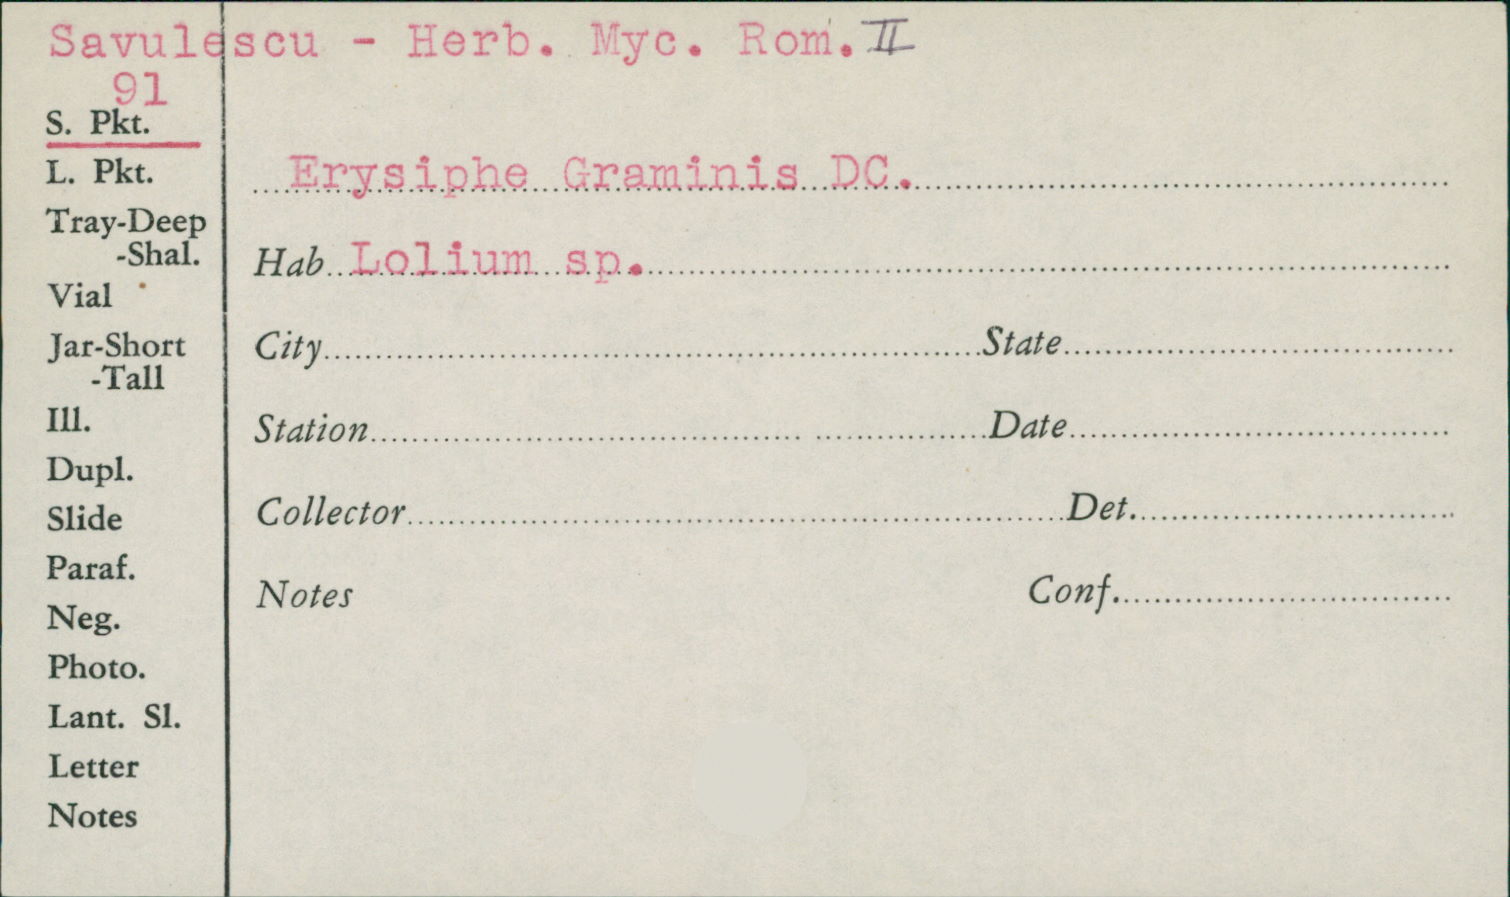 Savulescu - Herb. Myc. Rom. II
91
S. Pkt.
L. Pkt.
Tray-Deep
-Shal.
Vial
Jar-Short
-Tall
Ill.
Dupl.
Slide
Paraf.
Neg.
Photo.
Lant. Sl.
Letter
Notes
Erysiphe Graminis DC.
Hab Lolium sp.
City State
Station Date
Collector Det.
Notes Conf.